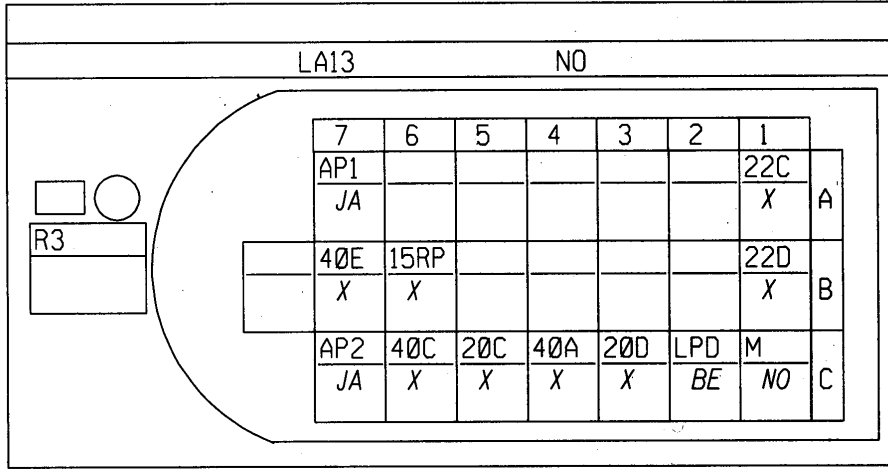 LA13 NO
7 6 5 4 3 2 1
AP1 22C
JA X A
R3
40E 15RP 22D
X X X B
AP2 40C 20C 40A 20D LPD M
JA X X X X BE NO C